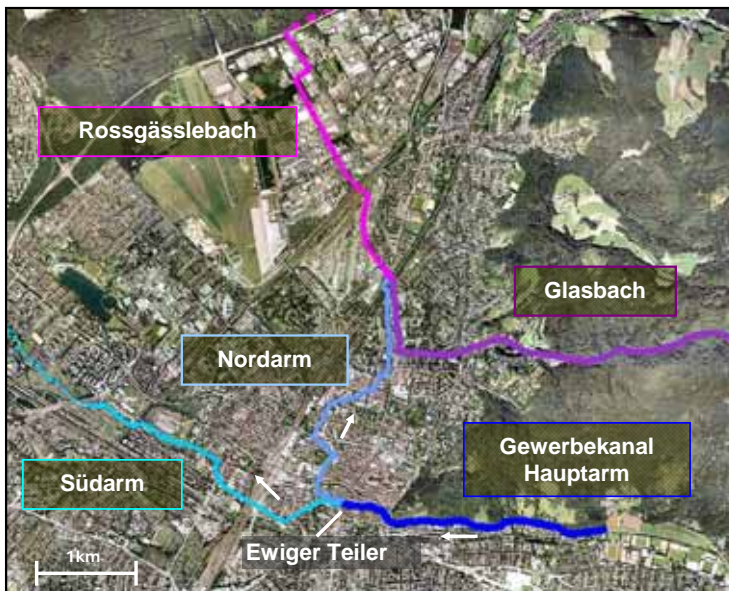 Rossgässlebach
Glasbach
Nordarm
Gewerbekanal
Hauptarm
Südarm
Ewiger Teiler
1km